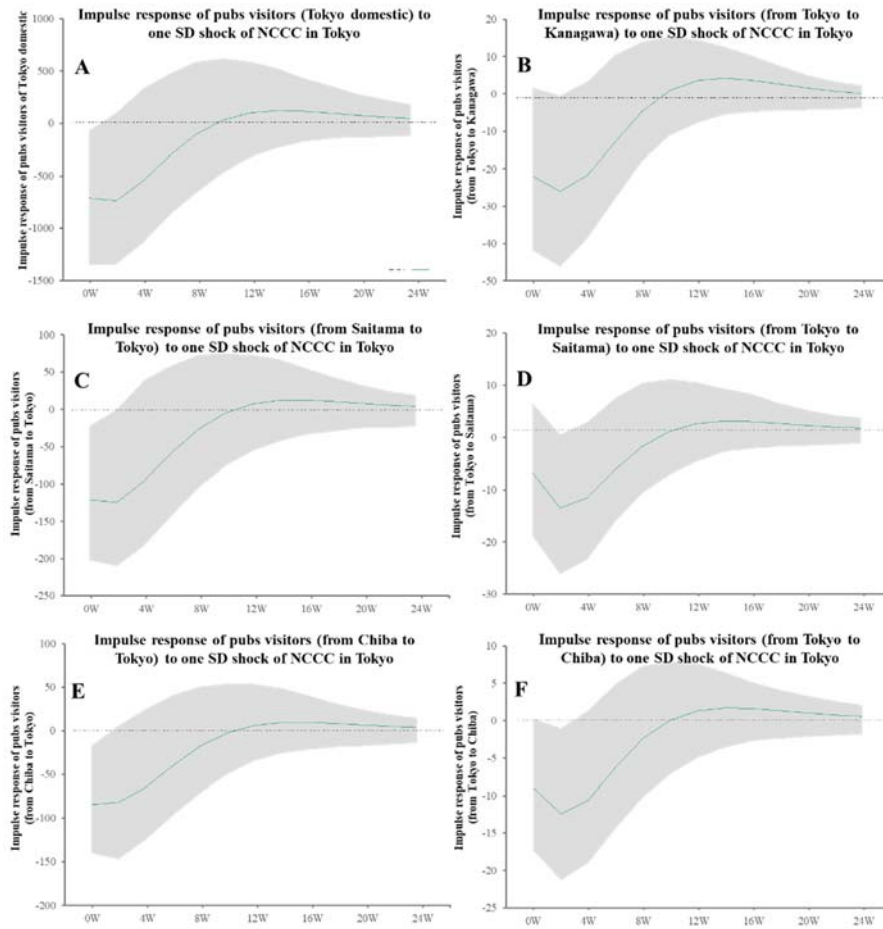 Impulse response of pubs visitors (Tokyo domestic) to
one SD shock of NCCC in Tokyo
A
Impulse response of pubs visitors of Tokyo domestic
1000
500
0
-500
-1000
-1500
0W 4W 8W 12W 16W 20W 24W
Impulse response of pubs visitors (from Tokyo to
Kanagawa) to one SD shock of NCCC in Tokyo
B
Impulse response of pubs visitors
(from Tokyo to Kanagawa)
20
10
0
-10
-20
-30
-40
-50
0W 4W 8W 12W 16W 20W 24W
Impulse response of pubs visitors (from Saitama to
Tokyo) to one SD shock of NCCC in Tokyo
C
Impulse response of pubs visitors
(from Saitama to Tokyo)
100
50
0
-50
-100
-150
-200
-250
0W 4W 8W 12W 16W 20W 24W
Impulse response of pubs visitors (from Tokyo to
Saitama) to one SD shock of NCCC in Tokyo
D
Impulse response of pubs visitors
(from Tokyo to Saitama)
20
10
0
-10
-20
-30
0W 4W 8W 12W 16W 20W 24W
Impulse response of pubs visitors (from Chiba to
Tokyo) to one SD shock of NCCC in Tokyo
E
Impulse response of pubs visitors
(from Chiba to Tokyo)
100
50
0
-50
-100
-150
-200
0W 4W 8W 12W 16W 20W 24W
Impulse response of pubs visitors (from Tokyo to
Chiba) to one SD shock of NCCC in Tokyo
F
Impulse response of pubs visitors
(from Tokyo to Chiba)
10
5
0
-5
-10
-15
-20
-25
0W 4W 8W 12W 16W 20W 24W